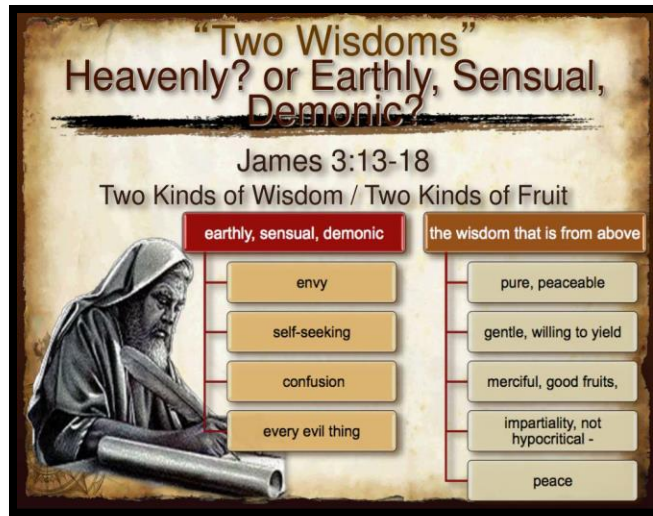 “Two Wisdoms”
Heavenly? or Earthly, Sensual,
Demonic?
James 3:13-18
Two Kinds of Wisdom / Two Kinds of Fruit
earthly, sensual, demonic
envy
self-seeking
confusion
every evil thing
the wisdom that is from above
pure, peaceable
gentle, willing to yield
merciful, good fruits,
impartiality, not
hypocritical -
peace